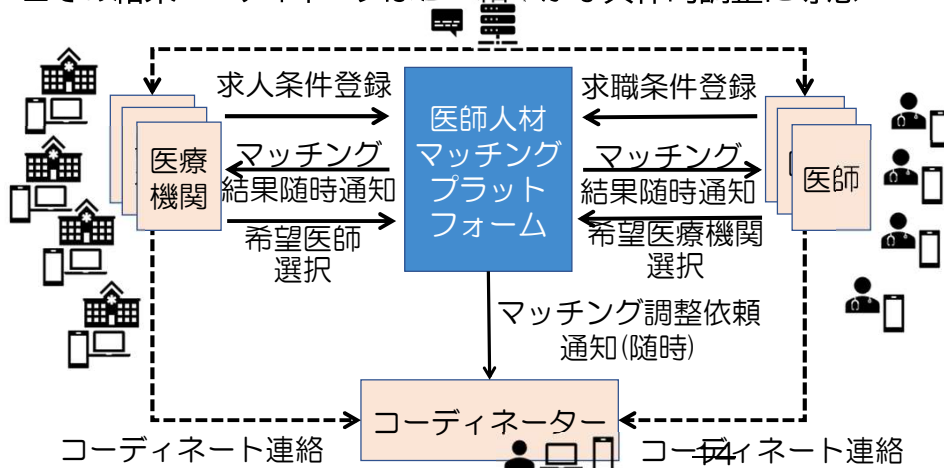 求人条件登録
求職条件登録
医師人材
マッチング
プラット
フォーム
医療
機関
マッチング
結果随時通知
マッチング
結果随時通知
医師
希望医師
選択
希望医療機関
選択
マッチング調整依頼
通知(随時)
コーディネーター
コーディネート連絡
コーディネート連絡
14